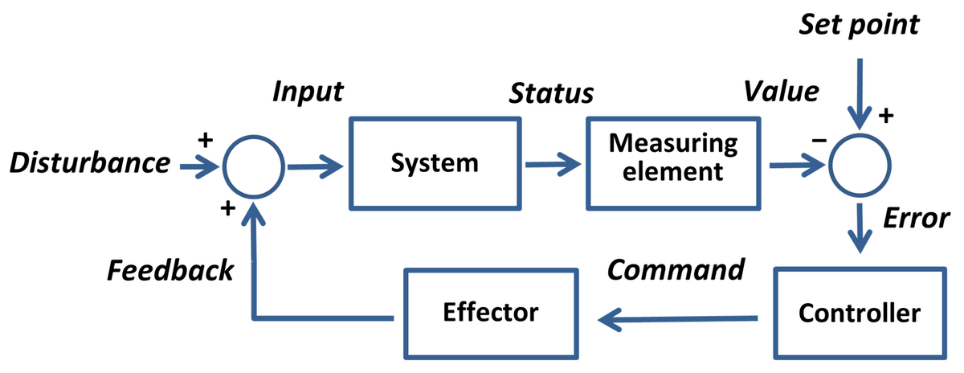 Set point
Input
Status
Value
+
+
−
Disturbance
System
Measuring
element
+
Error
Feedback
Command
Effector
Controller